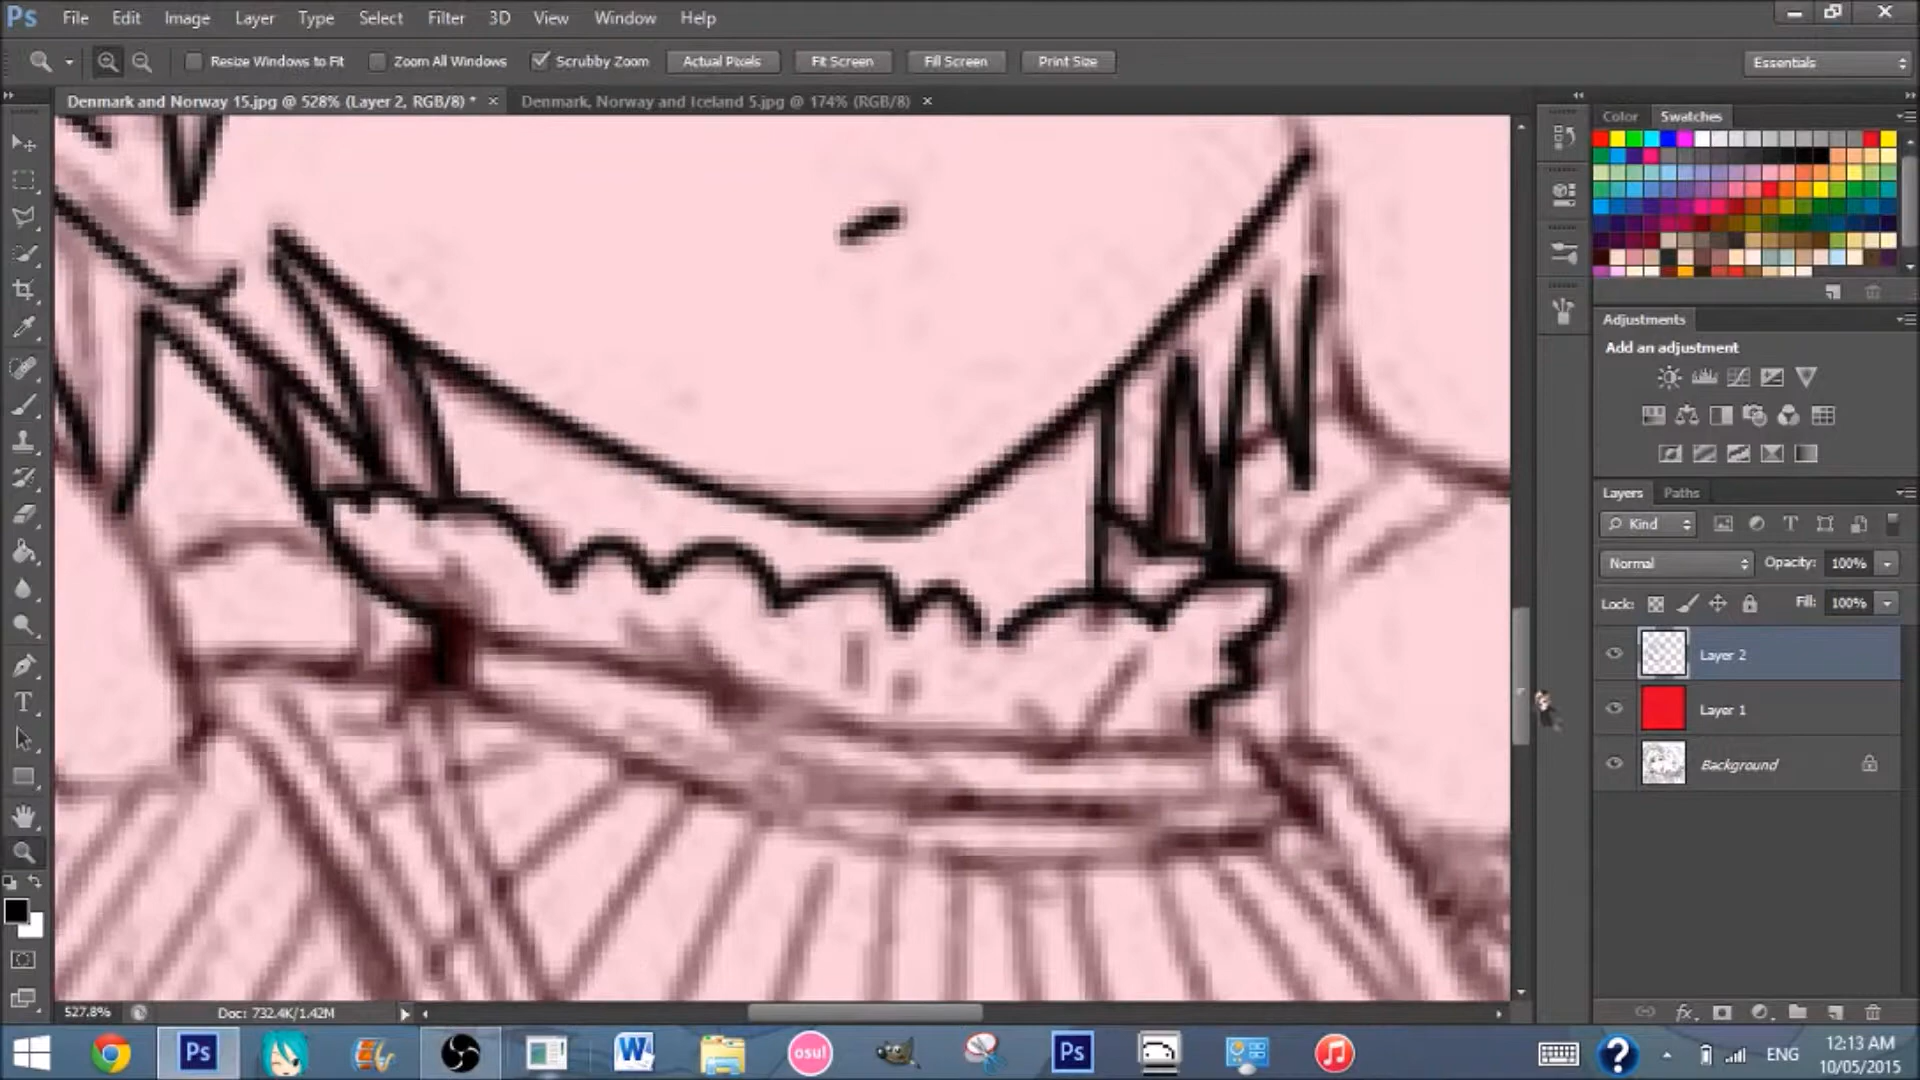 Ps File Edit Image Layer Type Select Filter 3D View Window Help
Resize Windows to Fit Zoom All Windows Scrubby Zoom Actual Pixels Fit Screen Fill Screen Print Size Essentials
Denmark and Norway 15.jpg @ 528% (Layer 2, RGB/8) * × Denmark, Norway and Iceland 5.jpg @ 174% (RGB/8) ×
Color Swatches
Adjustments
Add an adjustment
Layers Paths
Kind
Normal Opacity: 100%
Lock: Fill: 100%
Layer 2
Layer 1
Background
527.8% Doc: 732.4K/1.42M
Ps osu! Ps ENG 12:13 AM
10/05/2015